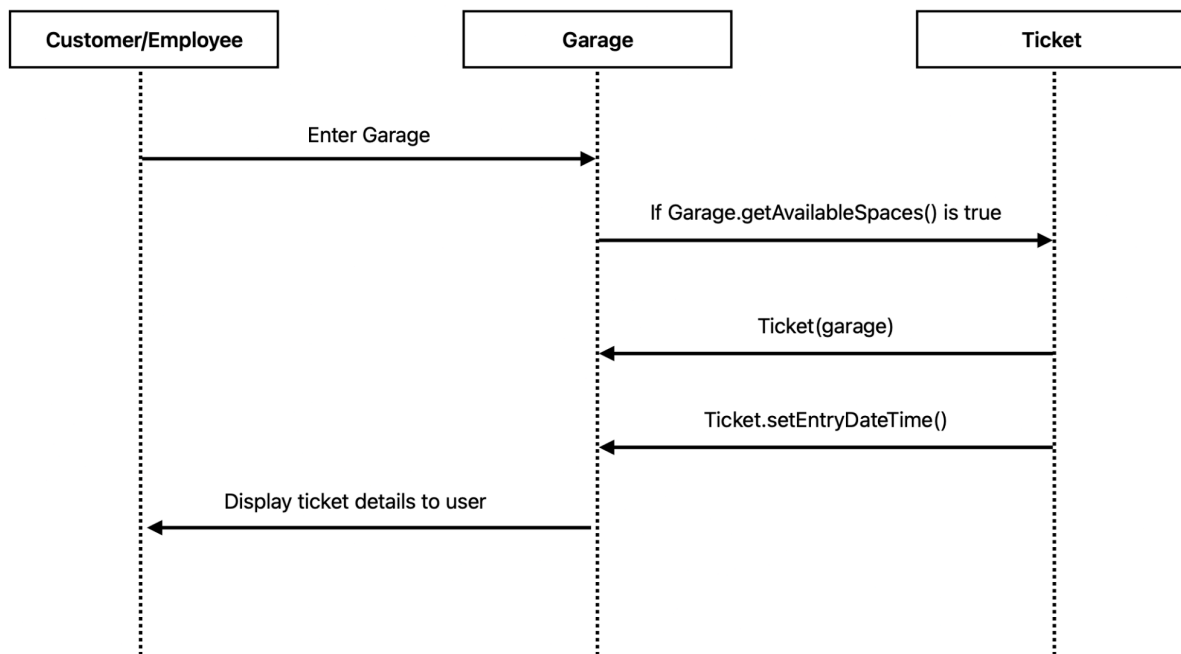 Customer/Employee
Garage
Ticket
Enter Garage
If Garage.getAvailableSpaces() is true
Ticket(garage)
Ticket.setEntryDateTime()
Display ticket details to user